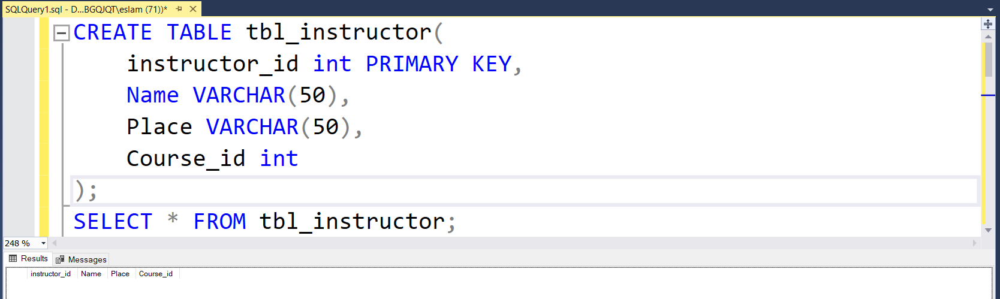 SQLQuery1.sql - D...BGQJQT\eslam (71))*
CREATE TABLE tbl_instructor(
instructor_id int PRIMARY KEY,
Name VARCHAR(50),
Place VARCHAR(50),
Course_id int
);
SELECT * FROM tbl_instructor;
248 %
Results Messages
instructor_id Name Place Course_id